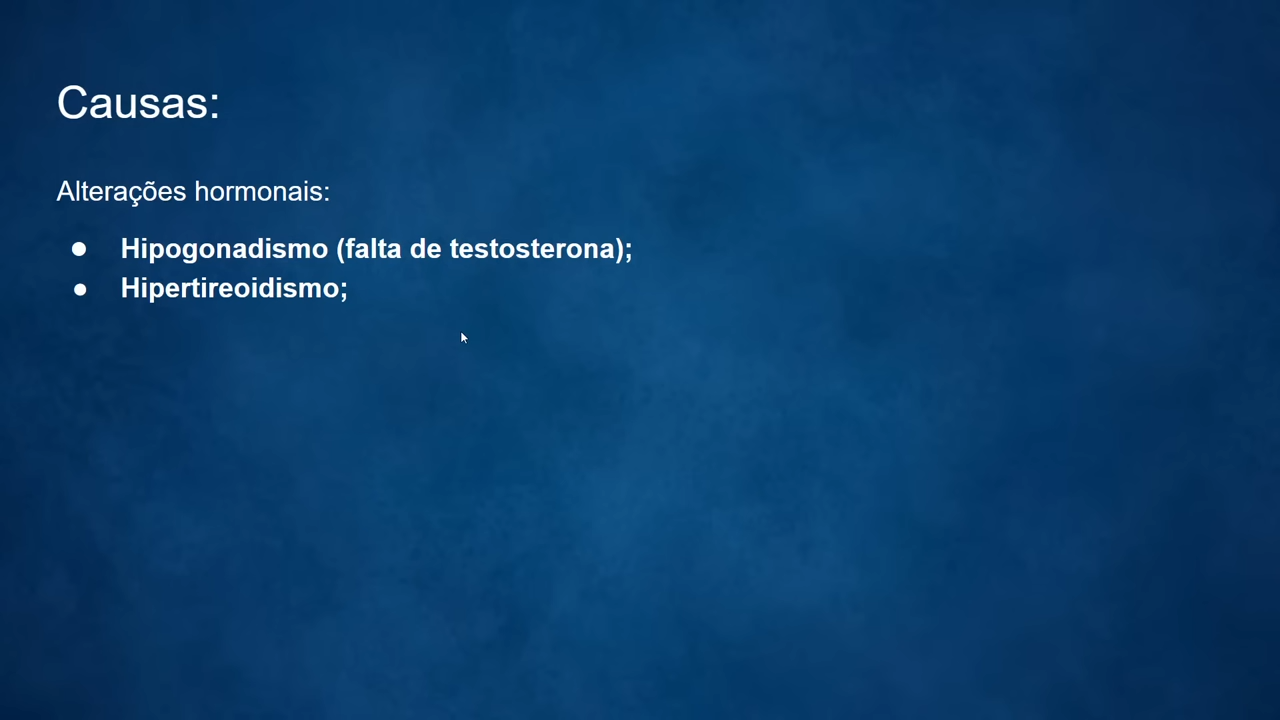 Causas:
Alterações hormonais:
● Hipogonadismo (falta de testosterona);
● Hipertireoidismo;